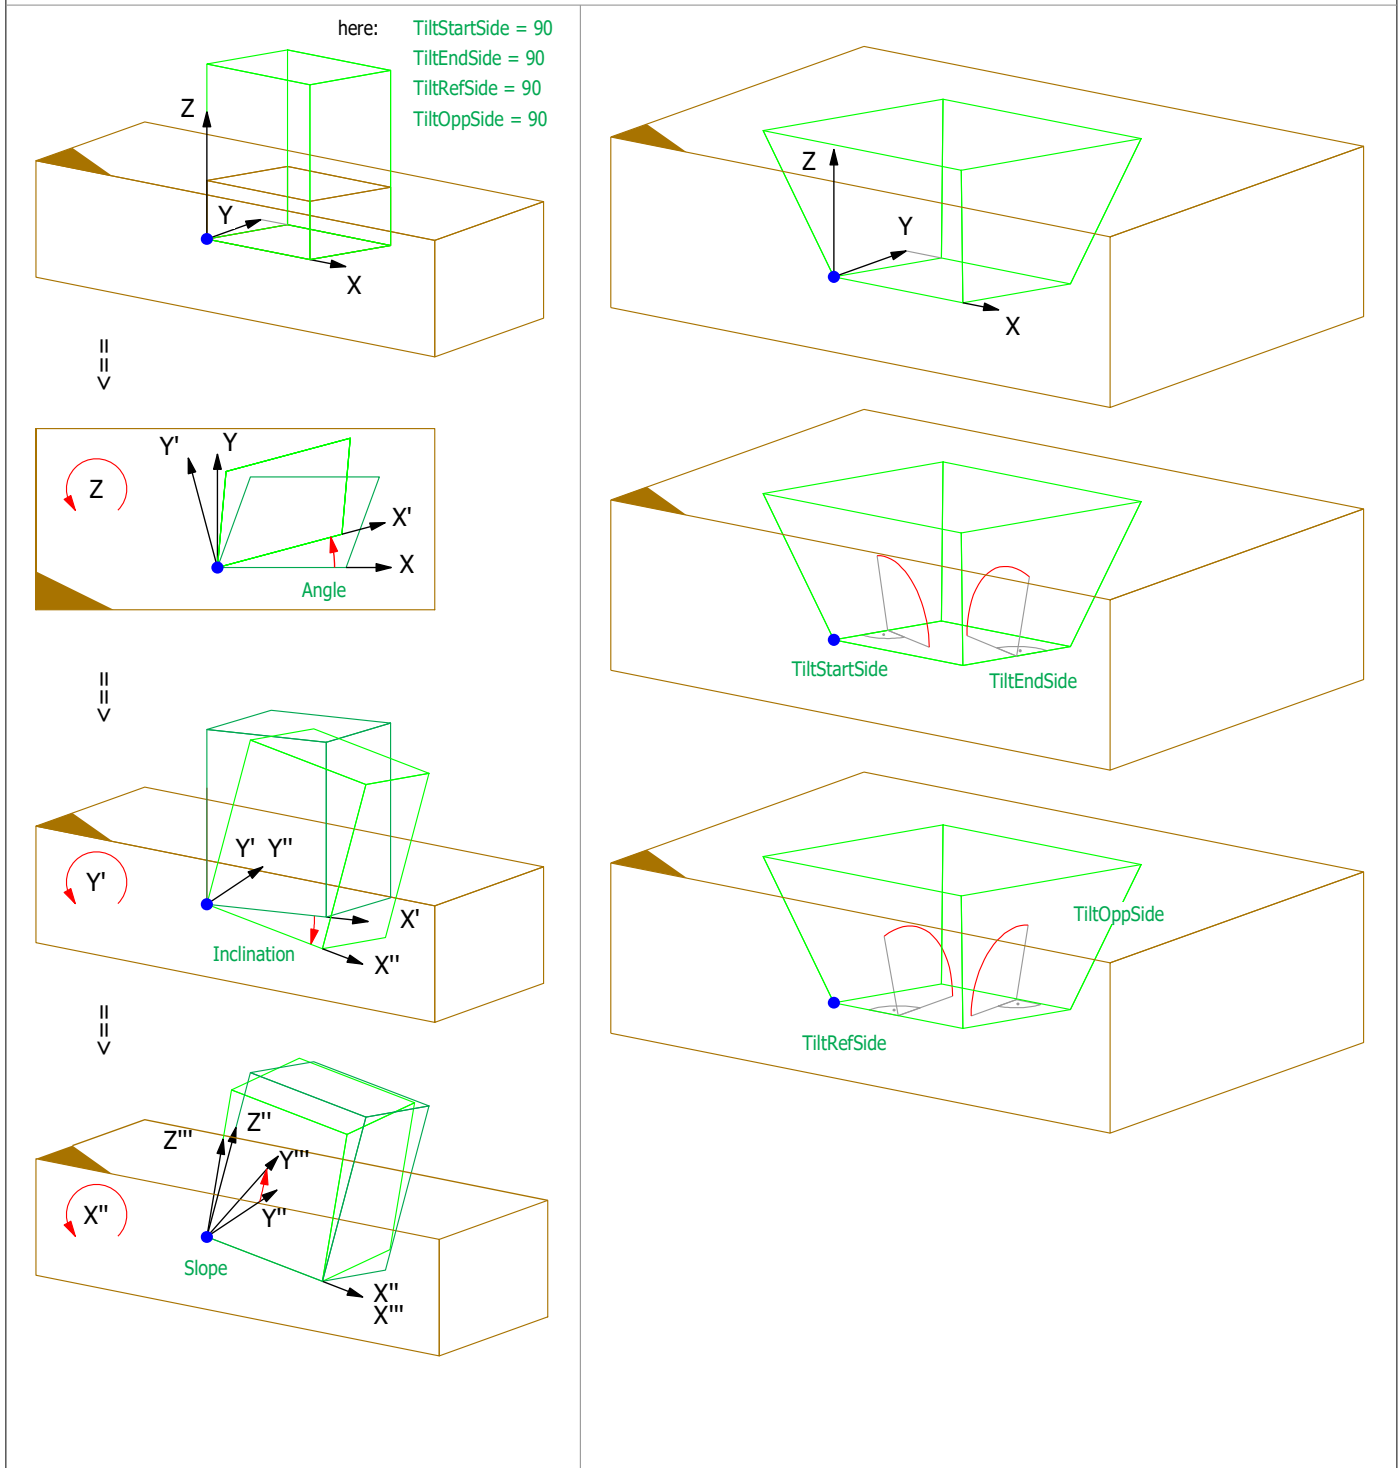 here: TiltStartSide = 90
TiltEndSide = 90
TiltRefSide = 90
TiltOppSide = 90
Z
Y
X
==>
Z
Y' Y
X'
X
Angle
==>
Y'
Y' Y''
X'
X''
Inclination
==>
X''
Z''' Z''
Y'''
Y''
Slope
X''
X'''
Z
Y
X
TiltStartSide
TiltEndSide
TiltOppSide
TiltRefSide